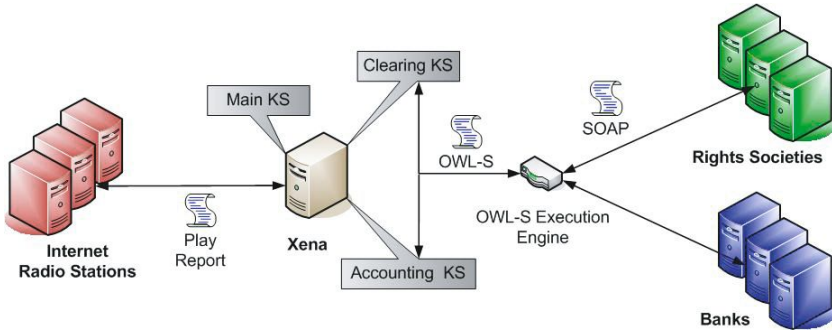 Clearing KS
Main KS
OWL-S
SOAP
Rights Societies
Internet
Radio Stations
Play
Report
Xena
Accounting KS
OWL-S Execution
Engine
Banks